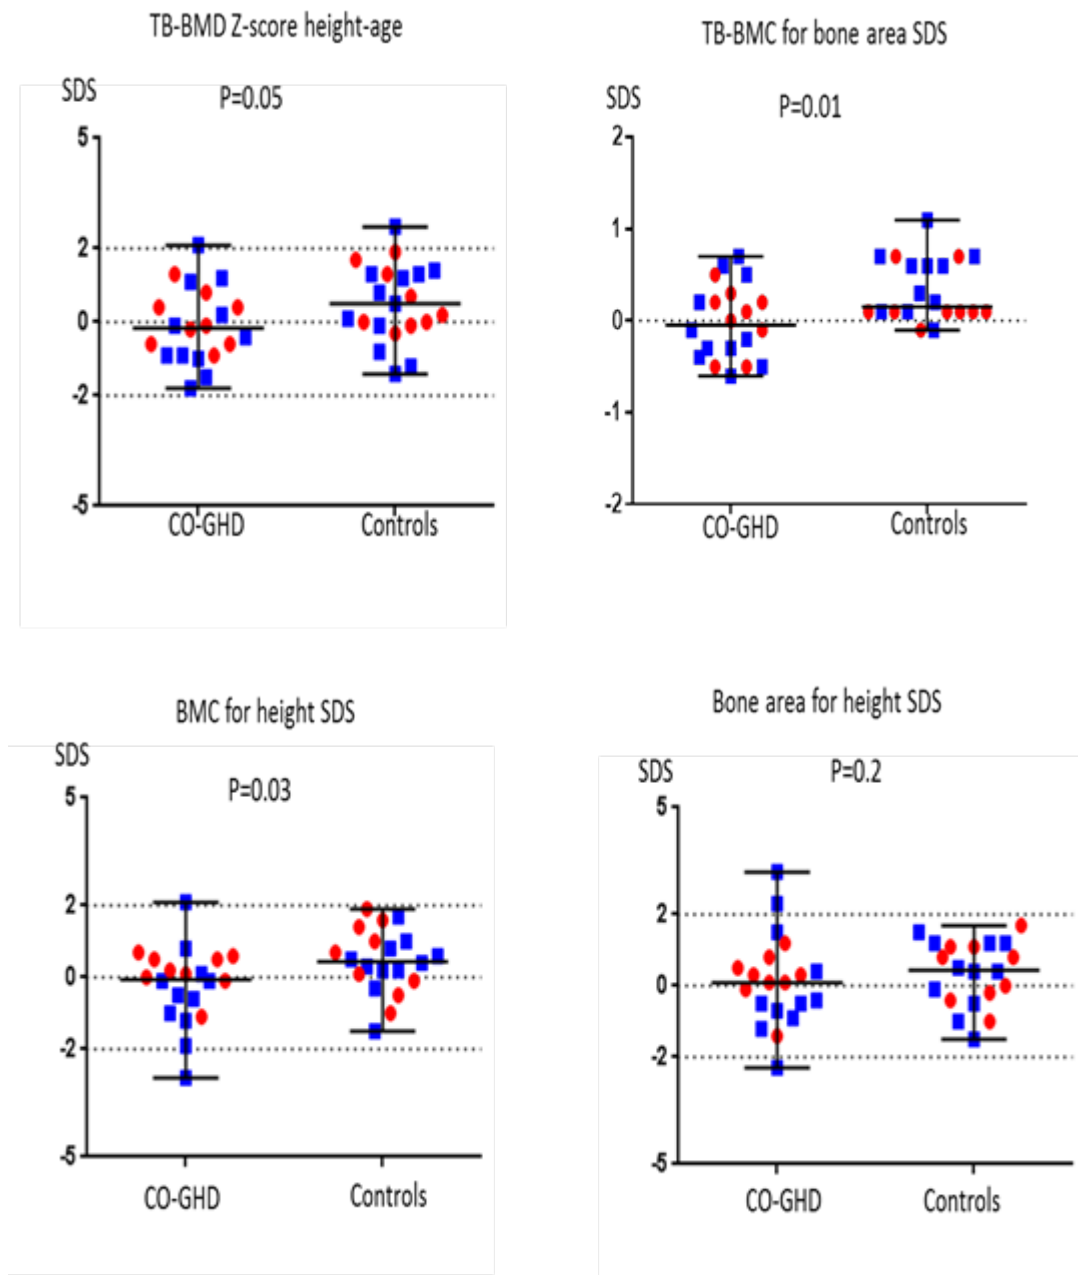 TB-BMD Z-score height-age
SDS
P=0.05
5
2
0
-2
-5
CO-GHD
Controls
TB-BMC for bone area SDS
SDS
P=0.01
2
1
0
-1
-2
CO-GHD
Controls
BMC for height SDS
SDS
P=0.03
5
2
0
-2
-5
CO-GHD
Controls
Bone area for height SDS
SDS
P=0.2
5
2
0
-2
-5
CO-GHD
Controls